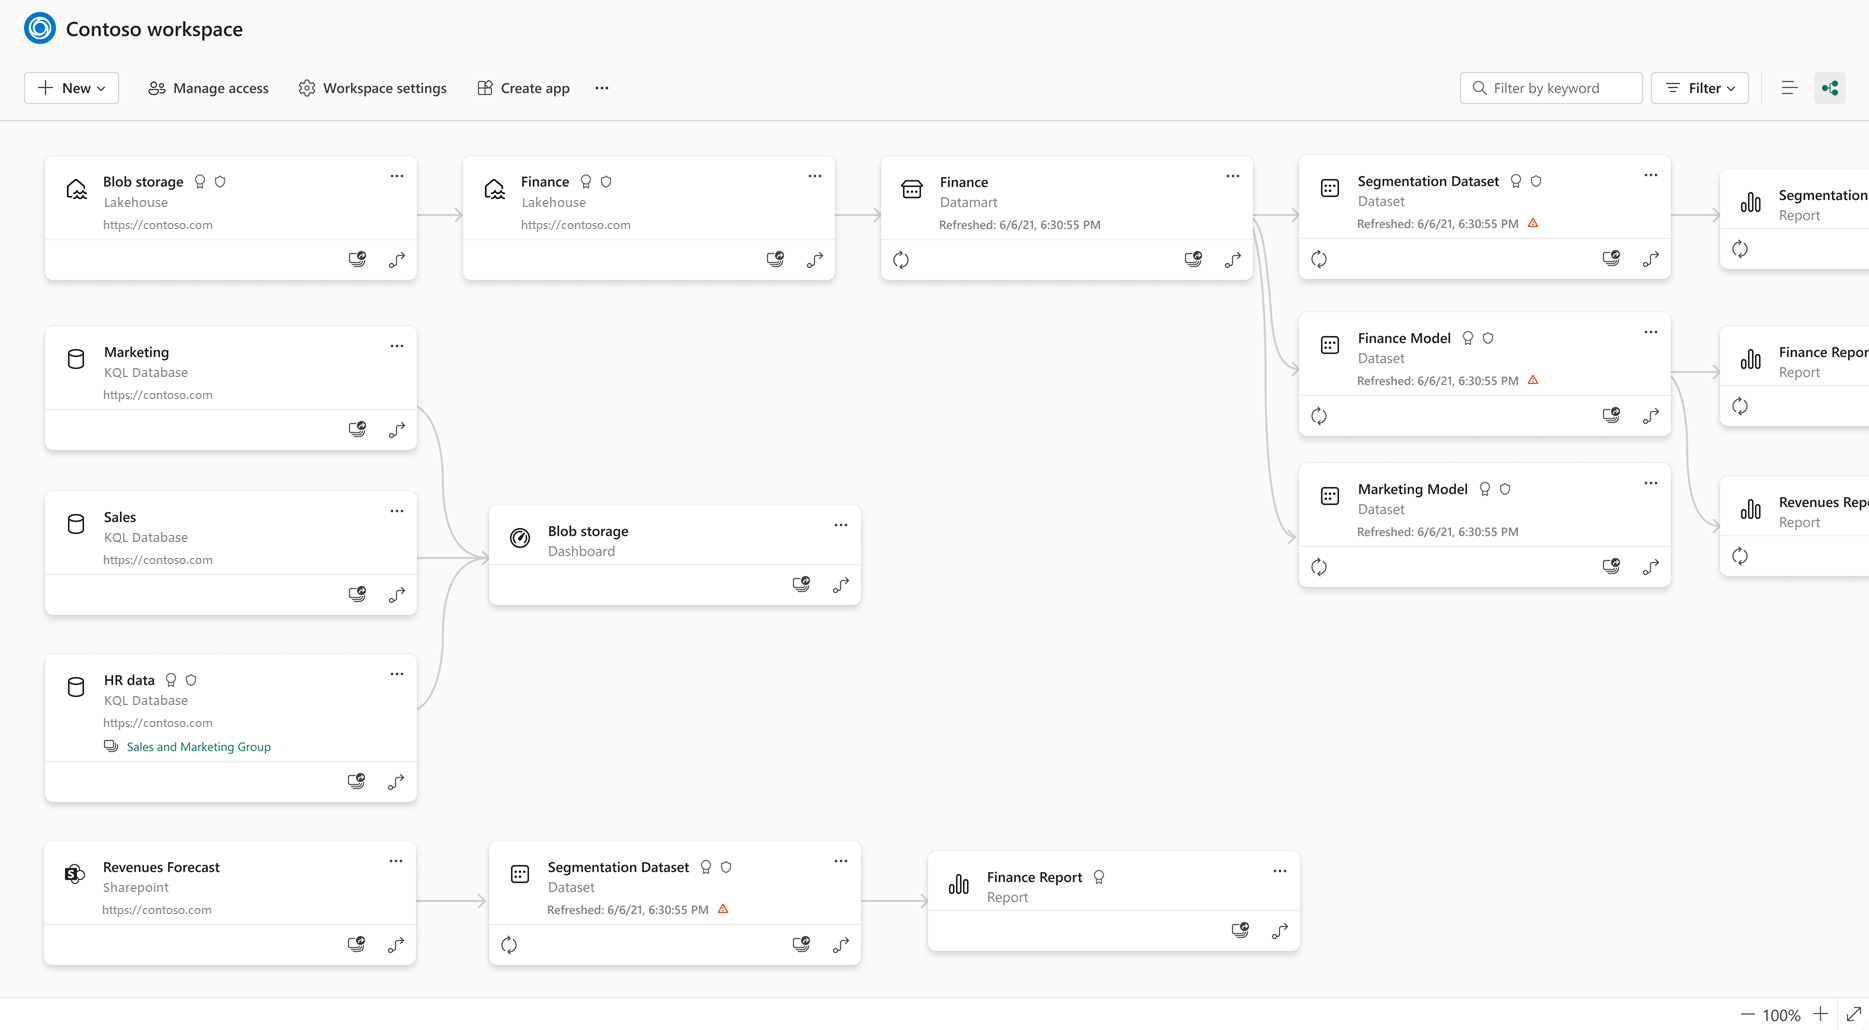 Contoso workspace
New
Manage access
Workspace settings
Create app
Filter by keyword
Filter
Blob storage
Lakehouse
https://contoso.com
Finance
Lakehouse
https://contoso.com
Finance
Datamart
Refreshed: 6/6/21, 6:30:55 PM
Segmentation Dataset
Dataset
Refreshed: 6/6/21, 6:30:55 PM
Segmentation
Report
Marketing
KQL Database
https://contoso.com
Finance Model
Dataset
Refreshed: 6/6/21, 6:30:55 PM
Finance Repor
Report
Sales
KQL Database
https://contoso.com
Blob storage
Dashboard
Marketing Model
Dataset
Refreshed: 6/6/21, 6:30:55 PM
Revenues Repo
Report
HR data
KQL Database
https://contoso.com
Sales and Marketing Group
Revenues Forecast
Sharepoint
https://contoso.com
Segmentation Dataset
Dataset
Refreshed: 6/6/21, 6:30:55 PM
Finance Report
Report
100%